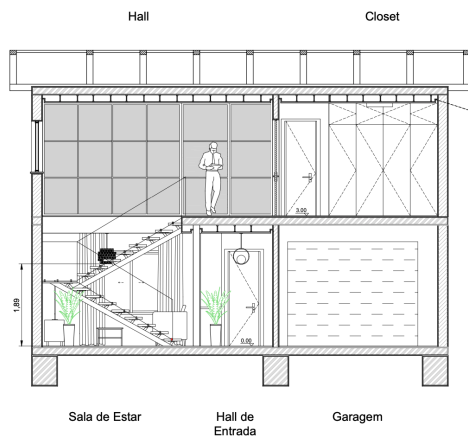 Hall
Closet
3.00
1,89
0.00
Sala de Estar
Hall de
Entrada
Garagem